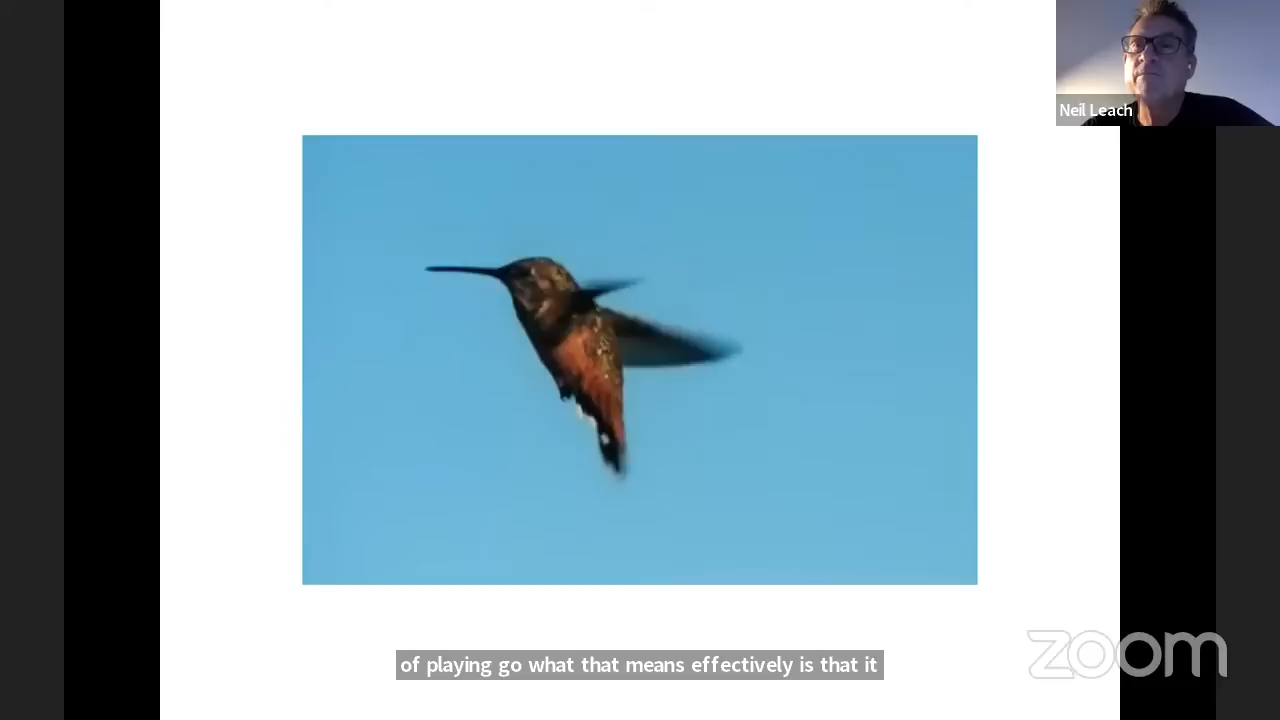 Neil Leach
of playing go what that means effectively is that it
zoom